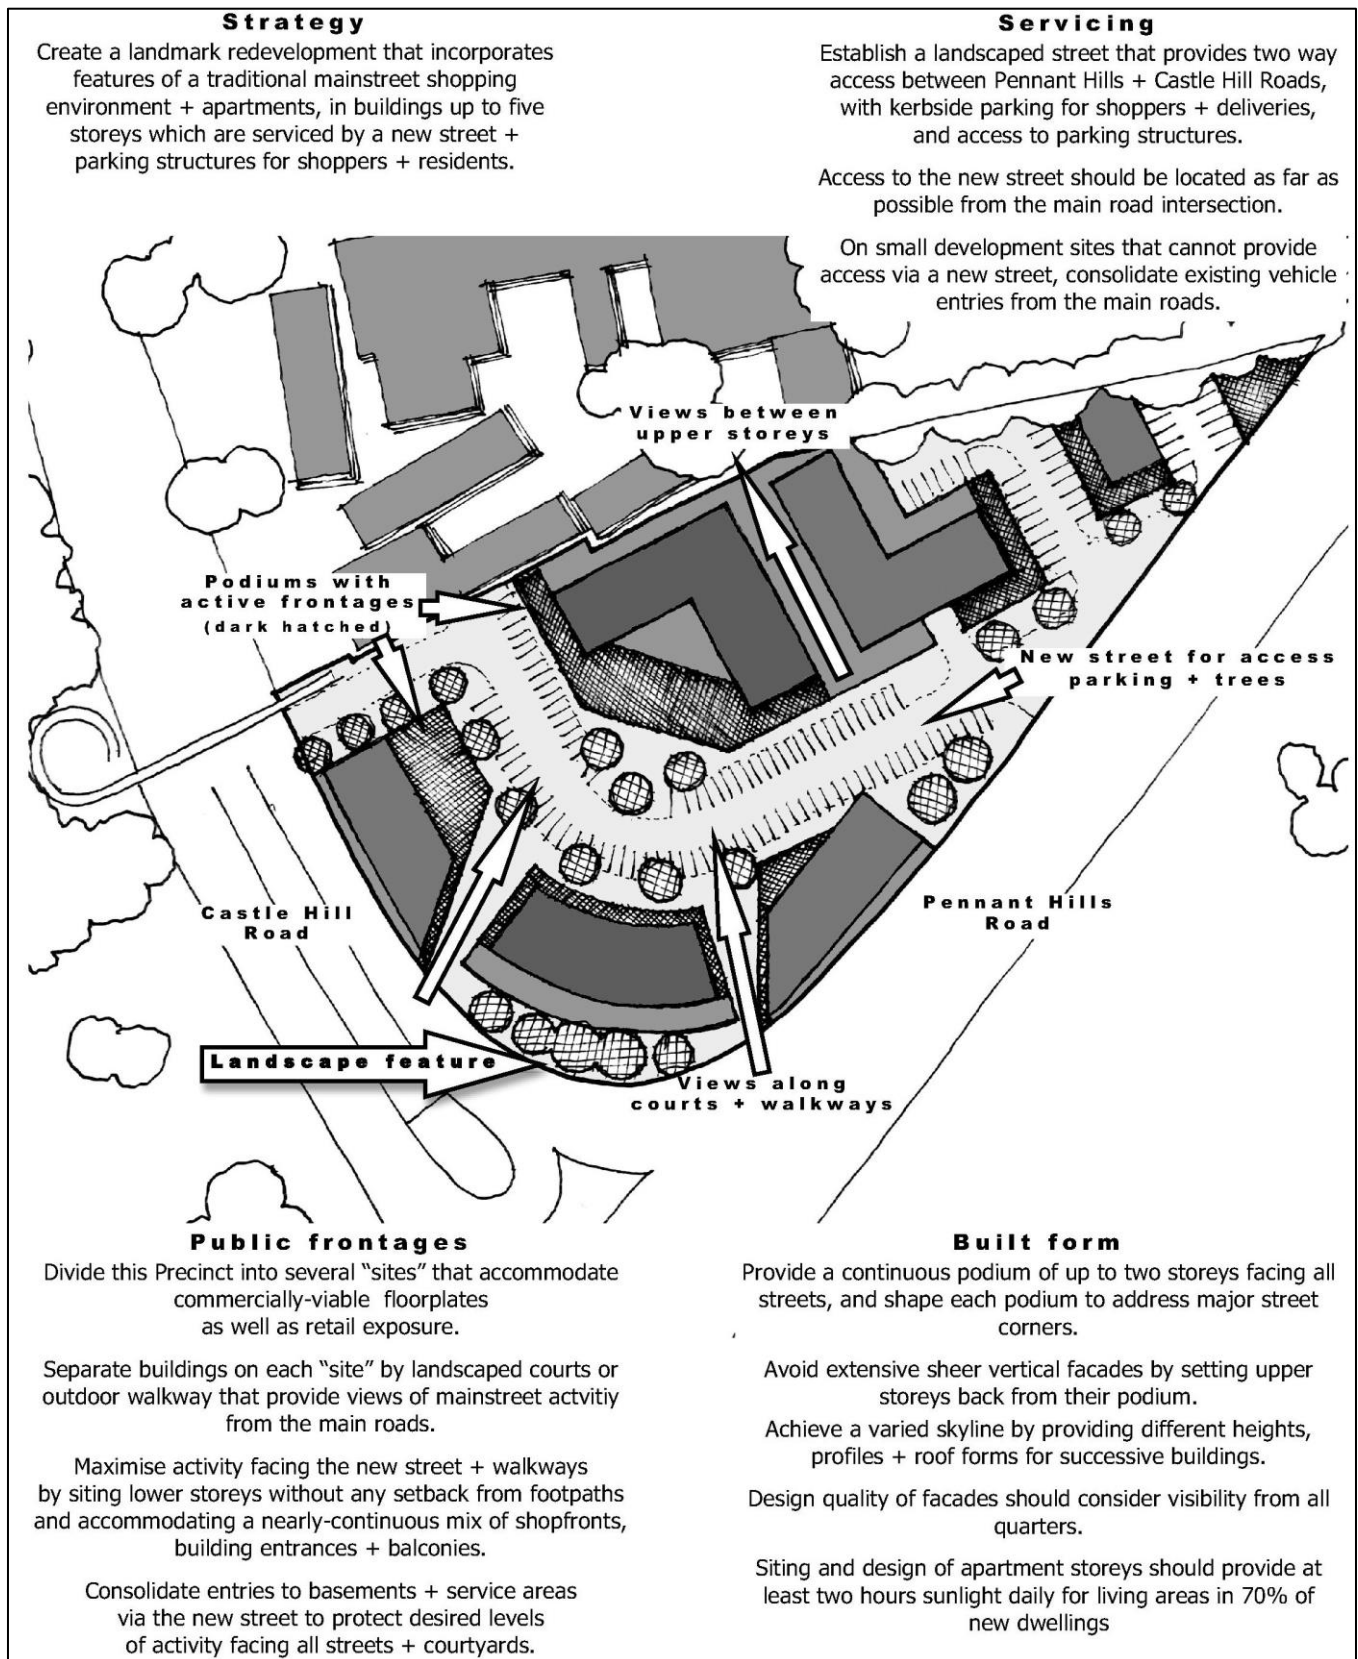 Strategy
Create a landmark redevelopment that incorporates
features of a traditional mainstreet shopping
environment + apartments, in buildings up to five
storeys which are serviced by a new street +
parking structures for shoppers + residents.
Servicing
Establish a landscaped street that provides two way
access between Pennant Hills + Castle Hill Roads,
with kerbside parking for shoppers + deliveries,
and access to parking structures.
Access to the new street should be located as far as
possible from the main road intersection.
On small development sites that cannot provide
access via a new street, consolidate existing vehicle
entries from the main roads.
Views between
upper storeys
Podiums with
active frontages
(dark hatched)
New street for access
parking + trees
Castle Hill
Road
Pennant Hills
Road
Landscape feature
Views along
courts + walkways
Public frontages
Divide this Precinct into several “sites” that accommodate
commercially-viable floorplates
as well as retail exposure.
Separate buildings on each “site” by landscaped courts or
outdoor walkway that provide views of mainstreet actvitiy
from the main roads.
Maximise activity facing the new street + walkways
by siting lower storeys without any setback from footpaths
and accommodating a nearly-continuous mix of shopfronts,
building entrances + balconies.
Consolidate entries to basements + service areas
via the new street to protect desired levels
of activity facing all streets + courtyards.
Built form
Provide a continuous podium of up to two storeys facing all
streets, and shape each podium to address major street
corners.
Avoid extensive sheer vertical facades by setting upper
storeys back from their podium.
Achieve a varied skyline by providing different heights,
profiles + roof forms for successive buildings.
Design quality of facades should consider visibility from all
quarters.
Siting and design of apartment storeys should provide at
least two hours sunlight daily for living areas in 70% of
new dwellings